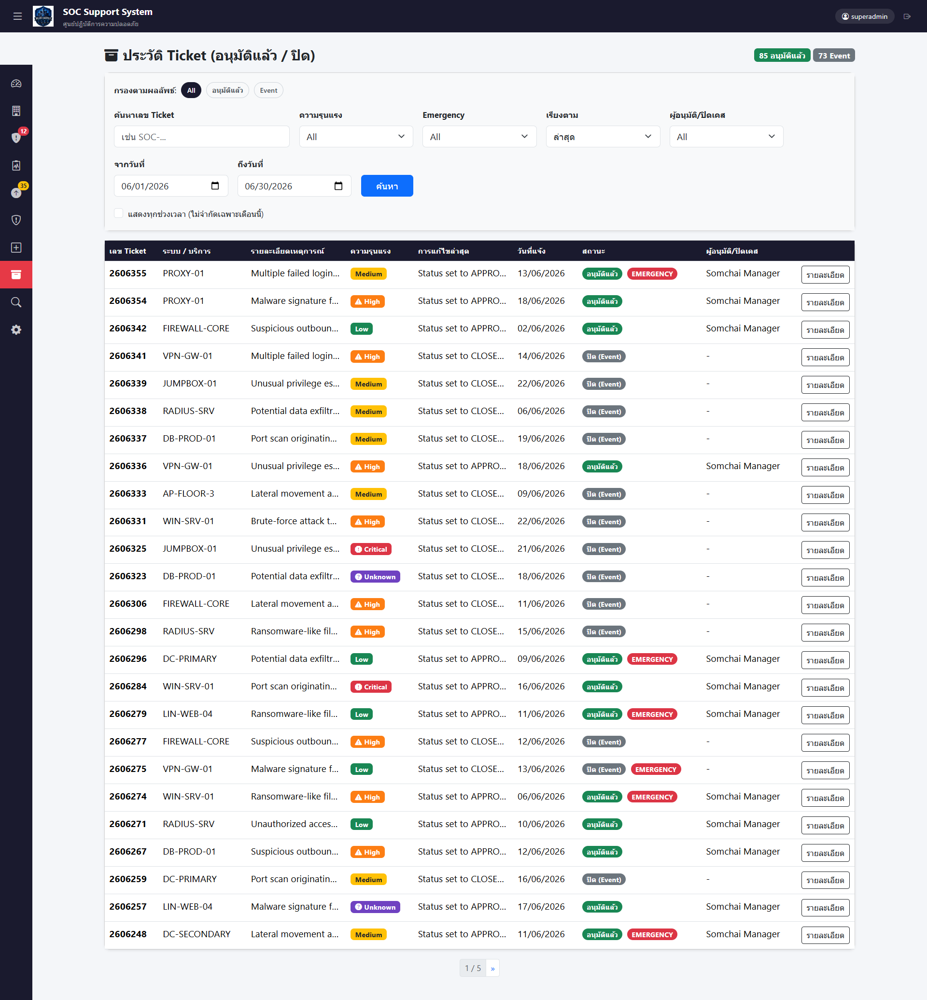 SOC Support System
ศูนย์ปฏิบัติการความปลอดภัย
superadmin
ประวัติ Ticket (อนุมัติแล้ว / ปิด)
85 อนุมัติแล้ว 73 Event
12
35
กรองตามผลลัพธ์: All อนุมัติแล้ว Event
ค้นหาเลข Ticket ความรุนแรง Emergency เรียงตาม ผู้อนุมัติ/ปิดเคส
เช่น SOC-... All All ล่าสุด All
จากวันที่ ถึงวันที่
06/01/2026 06/30/2026 ค้นหา
แสดงทุกช่วงเวลา (ไม่จำกัดเฉพาะเดือนนี้)
เลข Ticket ระบบ / บริการ รายละเอียดเหตุการณ์ ความรุนแรง การแก้ไขล่าสุด วันที่แจ้ง สถานะ ผู้อนุมัติ/ปิดเคส
2606355 PROXY-01 Multiple failed login... Medium Status set to APPRO... 13/06/2026 อนุมัติแล้ว EMERGENCY Somchai Manager รายละเอียด
2606354 PROXY-01 Malware signature f... High Status set to APPRO... 18/06/2026 อนุมัติแล้ว Somchai Manager รายละเอียด
2606342 FIREWALL-CORE Suspicious outboun... Low Status set to APPRO... 02/06/2026 อนุมัติแล้ว Somchai Manager รายละเอียด
2606341 VPN-GW-01 Multiple failed login... High Status set to CLOSE... 14/06/2026 ปิด (Event) - รายละเอียด
2606339 JUMPBOX-01 Unusual privilege es... Medium Status set to CLOSE... 22/06/2026 ปิด (Event) - รายละเอียด
2606338 RADIUS-SRV Potential data exfiltr... Medium Status set to CLOSE... 06/06/2026 ปิด (Event) - รายละเอียด
2606337 DB-PROD-01 Port scan originatin... Medium Status set to CLOSE... 19/06/2026 ปิด (Event) - รายละเอียด
2606336 VPN-GW-01 Unusual privilege es... High Status set to APPRO... 18/06/2026 อนุมัติแล้ว Somchai Manager รายละเอียด
2606333 AP-FLOOR-3 Lateral movement a... Medium Status set to CLOSE... 09/06/2026 ปิด (Event) - รายละเอียด
2606331 WIN-SRV-01 Brute-force attack t... High Status set to CLOSE... 22/06/2026 ปิด (Event) - รายละเอียด
2606325 JUMPBOX-01 Unusual privilege es... Critical Status set to CLOSE... 21/06/2026 ปิด (Event) - รายละเอียด
2606323 DB-PROD-01 Potential data exfiltr... Unknown Status set to CLOSE... 18/06/2026 ปิด (Event) - รายละเอียด
2606306 FIREWALL-CORE Lateral movement a... High Status set to CLOSE... 11/06/2026 ปิด (Event) - รายละเอียด
2606298 RADIUS-SRV Ransomware-like fil... High Status set to CLOSE... 15/06/2026 ปิด (Event) - รายละเอียด
2606296 DC-PRIMARY Potential data exfiltr... Low Status set to APPRO... 09/06/2026 อนุมัติแล้ว EMERGENCY Somchai Manager รายละเอียด
2606284 WIN-SRV-01 Port scan originatin... Critical Status set to APPRO... 16/06/2026 อนุมัติแล้ว Somchai Manager รายละเอียด
2606279 LIN-WEB-04 Ransomware-like fil... Low Status set to APPRO... 11/06/2026 อนุมัติแล้ว EMERGENCY Somchai Manager รายละเอียด
2606277 FIREWALL-CORE Suspicious outboun... High Status set to CLOSE... 12/06/2026 ปิด (Event) - รายละเอียด
2606275 VPN-GW-01 Malware signature f... Low Status set to CLOSE... 13/06/2026 ปิด (Event) EMERGENCY - รายละเอียด
2606274 WIN-SRV-01 Ransomware-like fil... High Status set to APPRO... 06/06/2026 อนุมัติแล้ว EMERGENCY Somchai Manager รายละเอียด
2606271 RADIUS-SRV Unauthorized acces... Low Status set to APPRO... 10/06/2026 อนุมัติแล้ว Somchai Manager รายละเอียด
2606267 DB-PROD-01 Suspicious outboun... High Status set to APPRO... 12/06/2026 อนุมัติแล้ว Somchai Manager รายละเอียด
2606259 DC-PRIMARY Port scan originatin... Medium Status set to CLOSE... 16/06/2026 ปิด (Event) - รายละเอียด
2606257 LIN-WEB-04 Malware signature f... Unknown Status set to APPRO... 17/06/2026 อนุมัติแล้ว Somchai Manager รายละเอียด
2606248 DC-SECONDARY Lateral movement a... Medium Status set to APPRO... 11/06/2026 อนุมัติแล้ว EMERGENCY Somchai Manager รายละเอียด
1 / 5 »